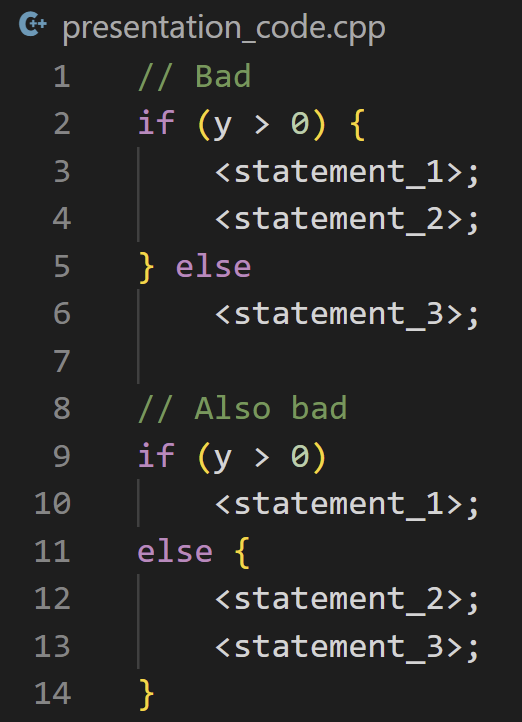 presentation_code.cpp
1 // Bad
2 if (y > 0) {
3     <statement_1>;
4     <statement_2>;
5 } else
6     <statement_3>;
7
8 // Also bad
9 if (y > 0)
10     <statement_1>;
11 else {
12     <statement_2>;
13     <statement_3>;
14 }